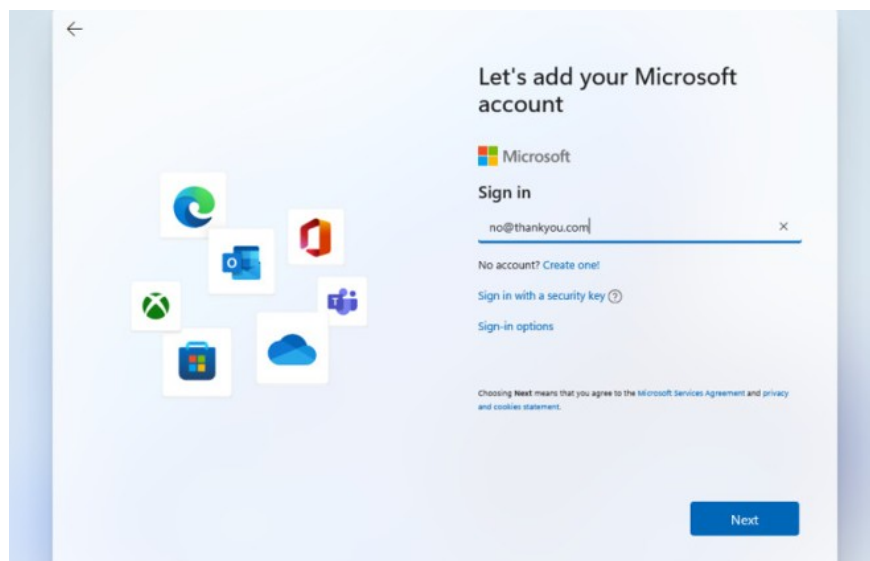 Let's add your Microsoft
account
Microsoft
Sign in
no@thankyou.com
No account? Create one!
Sign in with a security key
Sign-in options
Choosing Next means that you agree to the Microsoft Services Agreement and privacy
and cookies statement.
Next